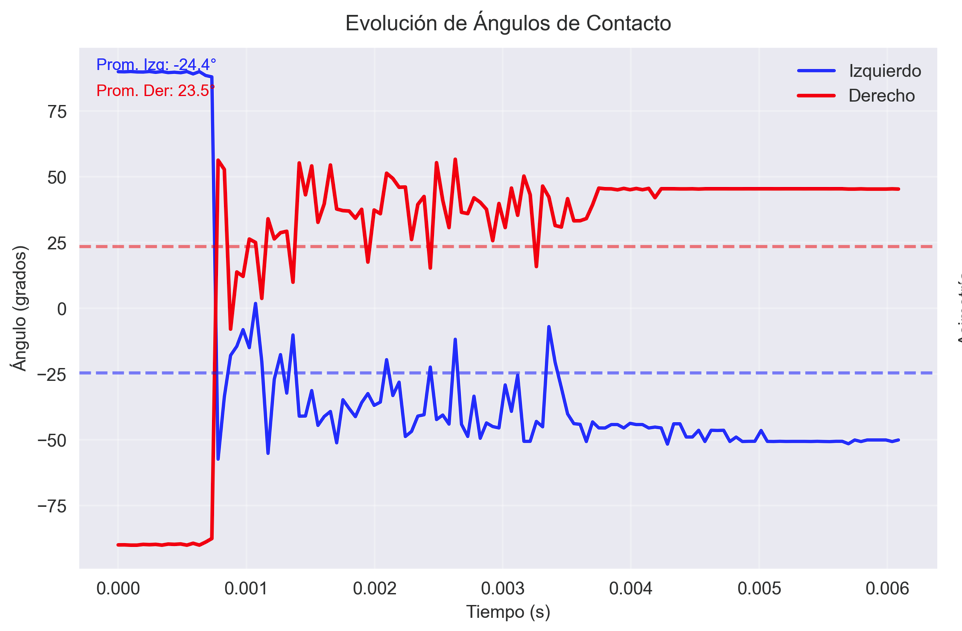 Evolución de Ángulos de Contacto
Prom. Izq: -24.4°
Prom. Der: 23.5°
Izquierdo
Derecho
Ángulo (grados)
75
50
25
0
−25
−50
−75
0.000
0.001
0.002
0.003
0.004
0.005
0.006
Tiempo (s)